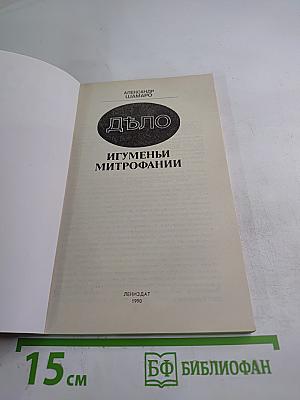 АЛЕКСАНДР
ШАМАРО
ДѢЛО
ИГУМЕНЬИ
МИТРОФАНИИ
ЛЕНИЗДАТ
1990
15 см
БФ БИБЛИОФАН